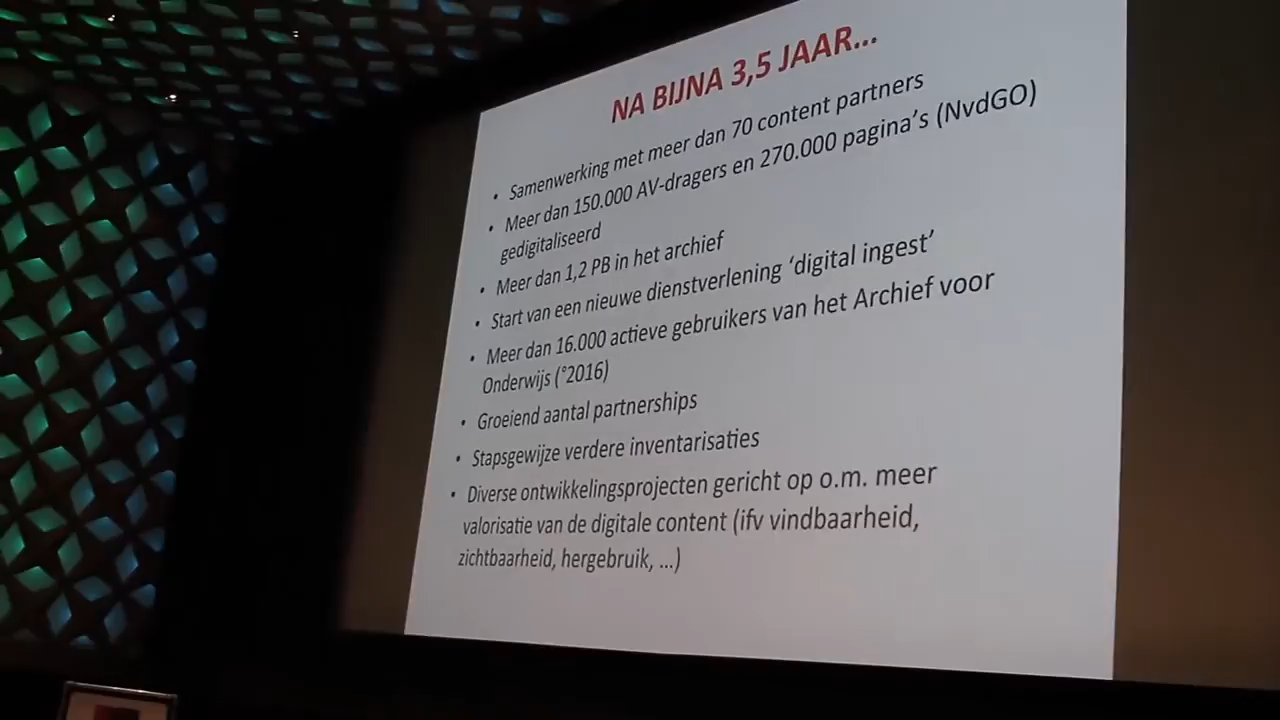 NA BIJNA 3,5 JAAR...
• Samenwerking met meer dan 70 content partners
• Meer dan 150.000 AV-dragers en 270.000 pagina's (NvdGO)
gedigitaliseerd
• Meer dan 1,2 PB in het archief
• Start van een nieuwe dienstverlening ‘digital ingest’
• Meer dan 16.000 actieve gebruikers van het Archief voor
Onderwijs (°2016)
• Groeiend aantal partnerships
• Stapsgewijze verdere inventarisaties
• Diverse ontwikkelingsprojecten gericht op o.m. meer
valorisatie van de digitale content (ifv vindbaarheid,
zichtbaarheid, hergebruik, ...)